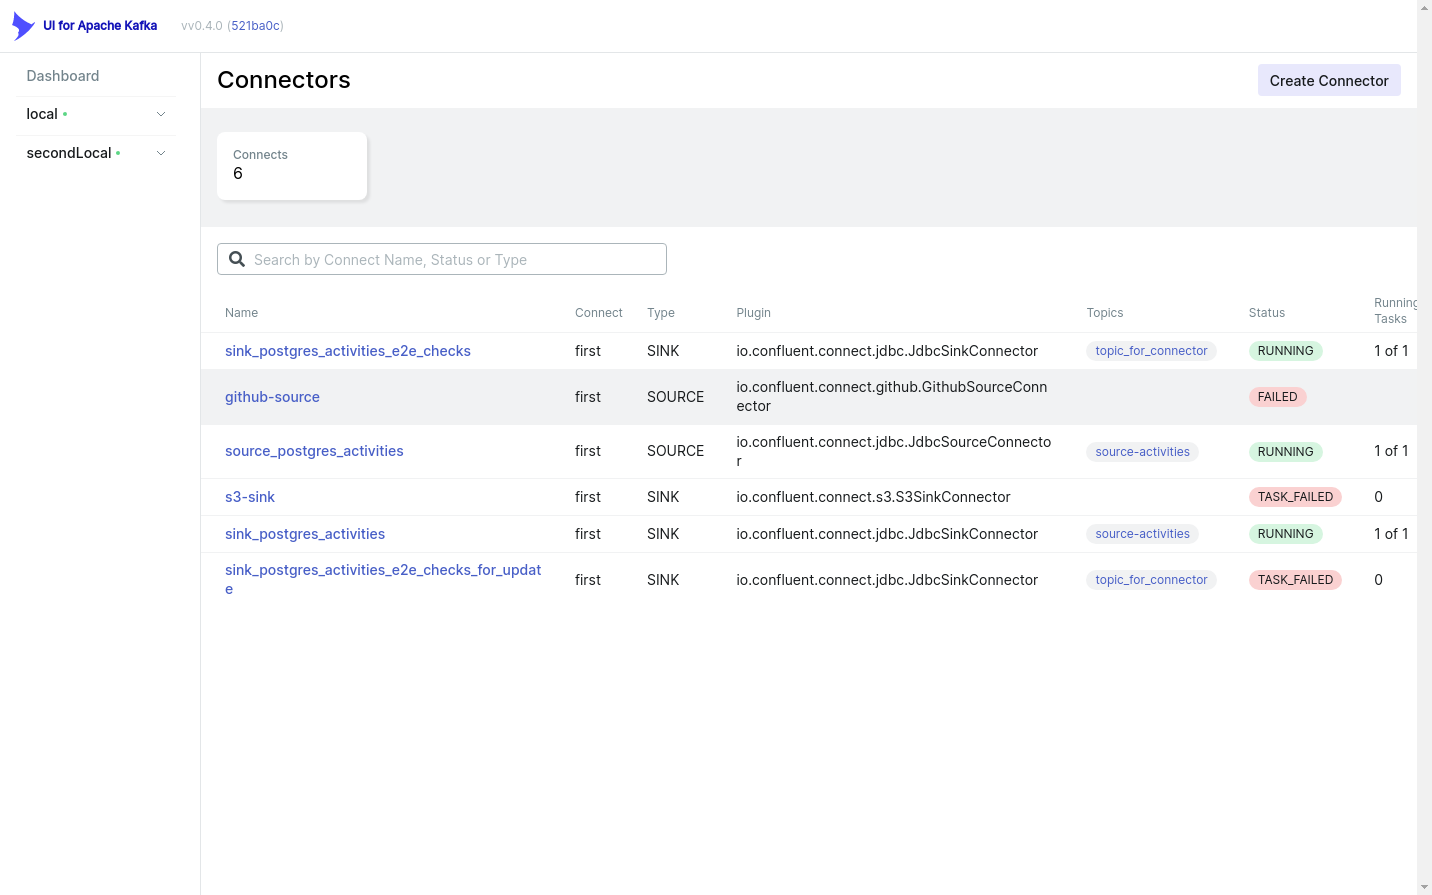 UI for Apache Kafka
vv0.4.0 (521ba0c)
Dashboard
local
secondLocal
Connectors
Create Connector
Connects
6
Search by Connect Name, Status or Type
Name Connect Type Plugin Topics Status Running
Tasks
sink_postgres_activities_e2e_checks first SINK io.confluent.connect.jdbc.JdbcSinkConnector topic_for_connector RUNNING 1 of 1
github-source first SOURCE io.confluent.connect.github.GithubSourceConn
ector FAILED
source_postgres_activities first SOURCE io.confluent.connect.jdbc.JdbcSourceConnecto
r source-activities RUNNING 1 of 1
s3-sink first SINK io.confluent.connect.s3.S3SinkConnector TASK_FAILED 0
sink_postgres_activities first SINK io.confluent.connect.jdbc.JdbcSinkConnector source-activities RUNNING 1 of 1
sink_postgres_activities_e2e_checks_for_updat
e first SINK io.confluent.connect.jdbc.JdbcSinkConnector topic_for_connector TASK_FAILED 0